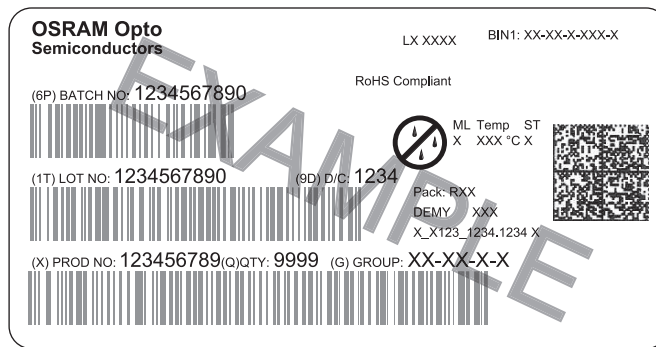 OSRAM Opto
Semiconductors
LX XXXX
BIN1: XX-XX-X-XXX-X
RoHS Compliant
(6P) BATCH NO: 1234567890
ML Temp ST
X XXX °C X
(1T) LOT NO: 1234567890
(9D) D/C: 1234
Pack: RXX
DEMY XXX
X_X123_1234.1234 X
(X) PROD NO: 123456789(Q)QTY: 9999 (G) GROUP: XX-XX-X-X
EXAMPLE